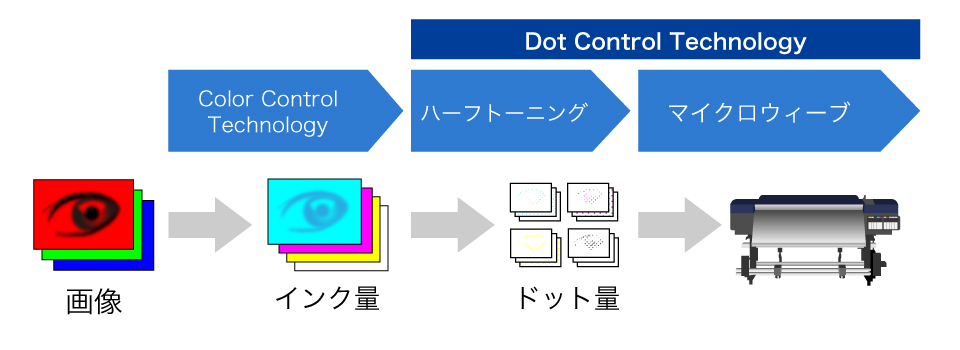 Dot Control Technology
Color Control
Technology
ハーフトーニング
マイクロウィーブ
画像
インク量
ドット量